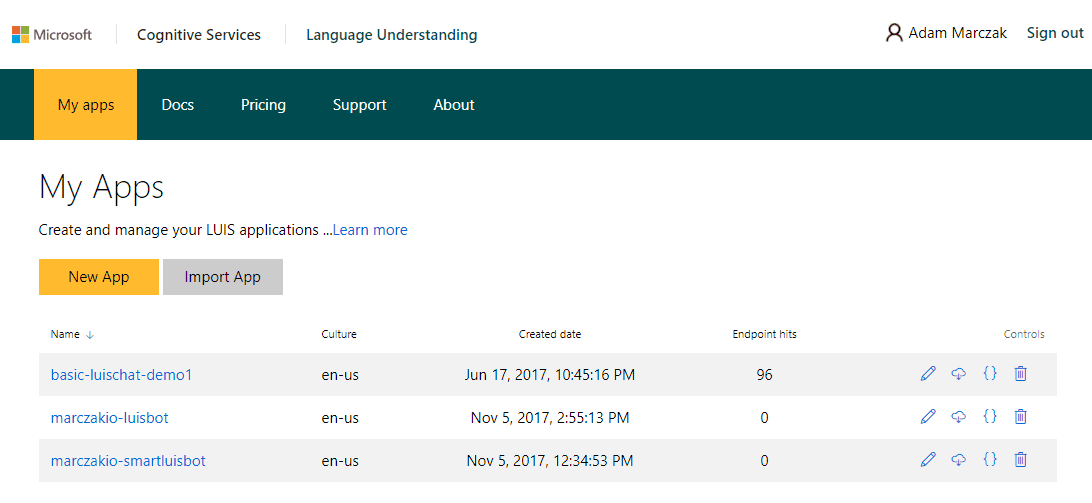 Microsoft Cognitive Services Language Understanding Adam Marczak Sign out
My apps Docs Pricing Support About
My Apps
Create and manage your LUIS applications ...Learn more
New App Import App
Name ↓ Culture Created date Endpoint hits Controls
basic-luischat-demo1 en-us Jun 17, 2017, 10:45:16 PM 96 {}
marczakio-luisbot en-us Nov 5, 2017, 2:55:13 PM 0 {}
marczakio-smartluisbot en-us Nov 5, 2017, 12:34:53 PM 0 {}